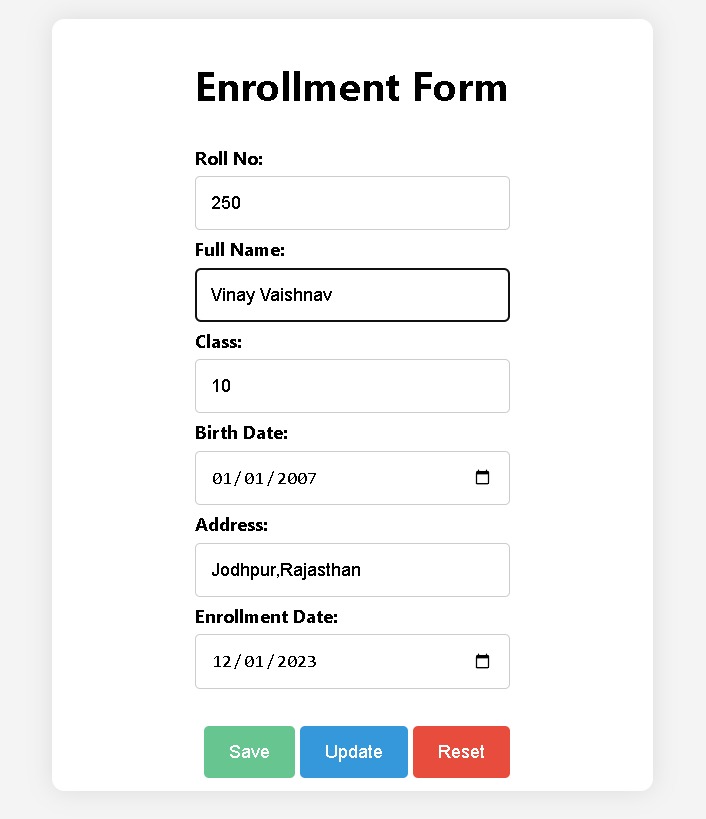 Enrollment Form
Roll No:
250
Full Name:
Vinay Vaishnav
Class:
10
Birth Date:
01/01/2007
Address:
Jodhpur,Rajasthan
Enrollment Date:
12/01/2023
Save Update Reset